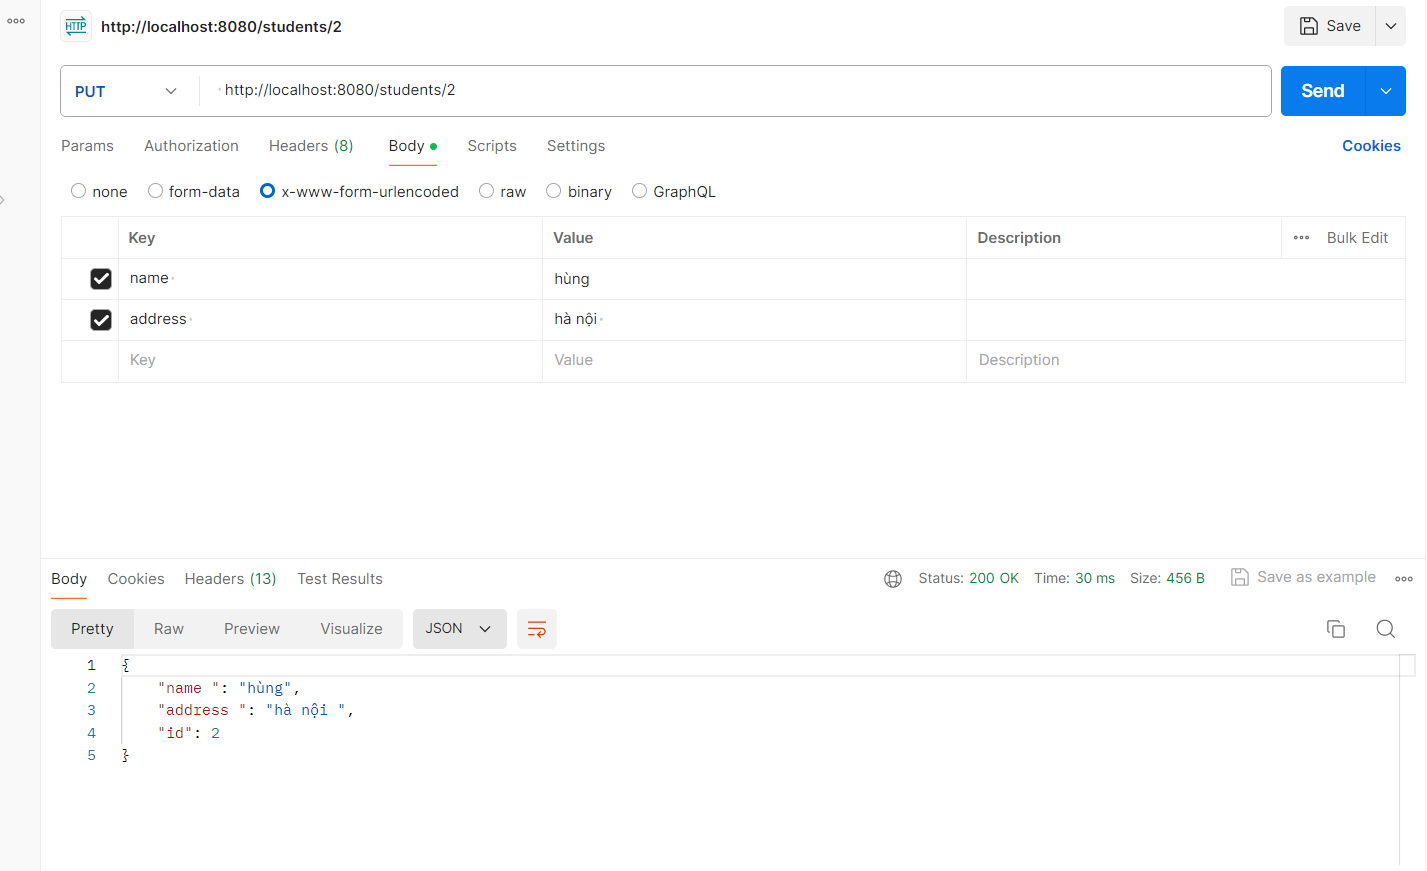 HTTP http://localhost:8080/students/2 Save
PUT http://localhost:8080/students/2 Send
Params Authorization Headers (8) Body Scripts Settings Cookies
none form-data x-www-form-urlencoded raw binary GraphQL
Key Value Description Bulk Edit
name hùng
address hà nội
Key Value Description
Body Cookies Headers (13) Test Results Status: 200 OK Time: 30 ms Size: 456 B Save as example
Pretty Raw Preview Visualize JSON
1 {
2 "name ": "hùng",
3 "address ": "hà nội ",
4 "id": 2
5 }